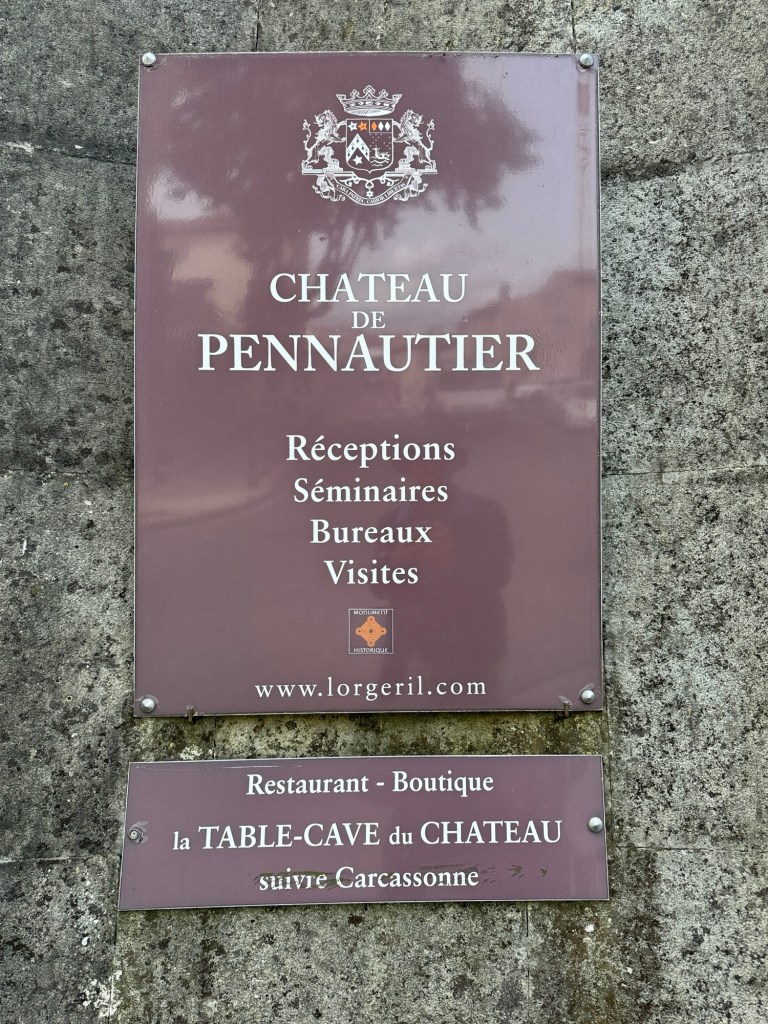 CHATEAU
DE
PENNAUTIER
Réceptions
Séminaires
Bureaux
Visites
MONUMENT
HISTORIQUE
www.lorgeril.com
Restaurant - Boutique
la TABLE-CAVE du CHATEAU
suivre Carcassonne